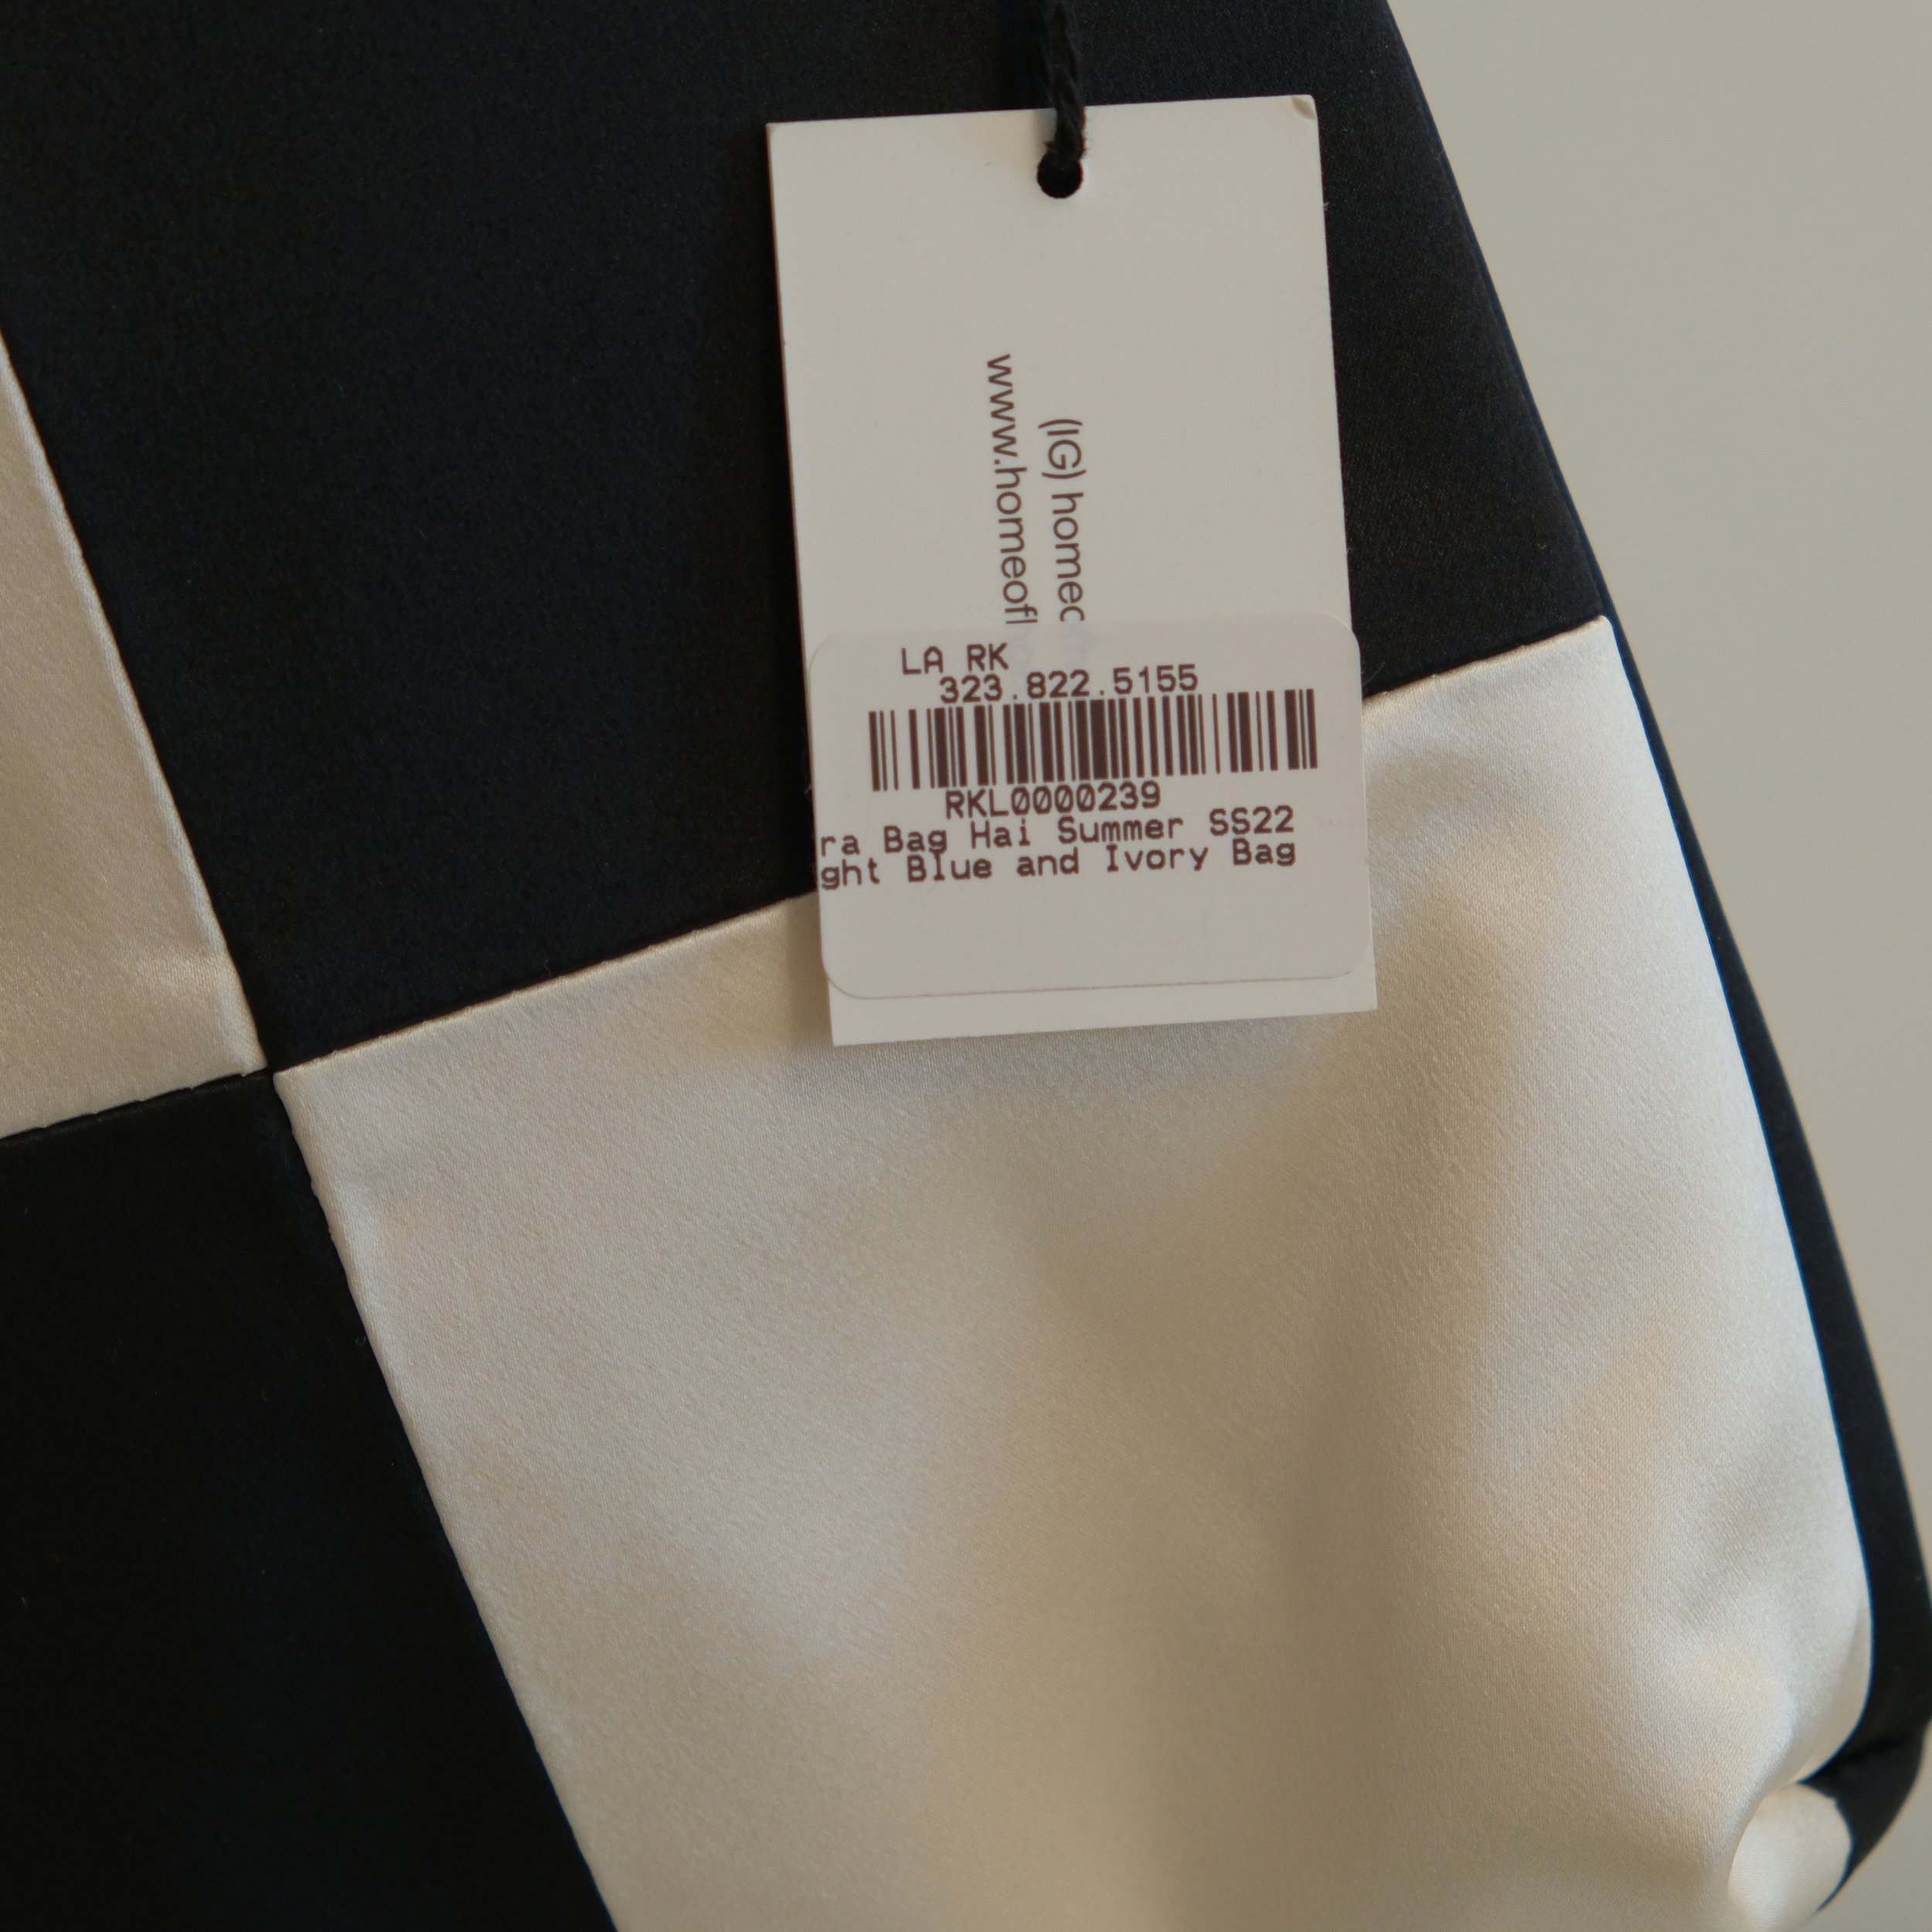 (IG) homec
www.homeofl
LA RK
323.822.5155
RKL0000239
ra Bag Hai Summer SS22
ght Blue and Ivory Bag